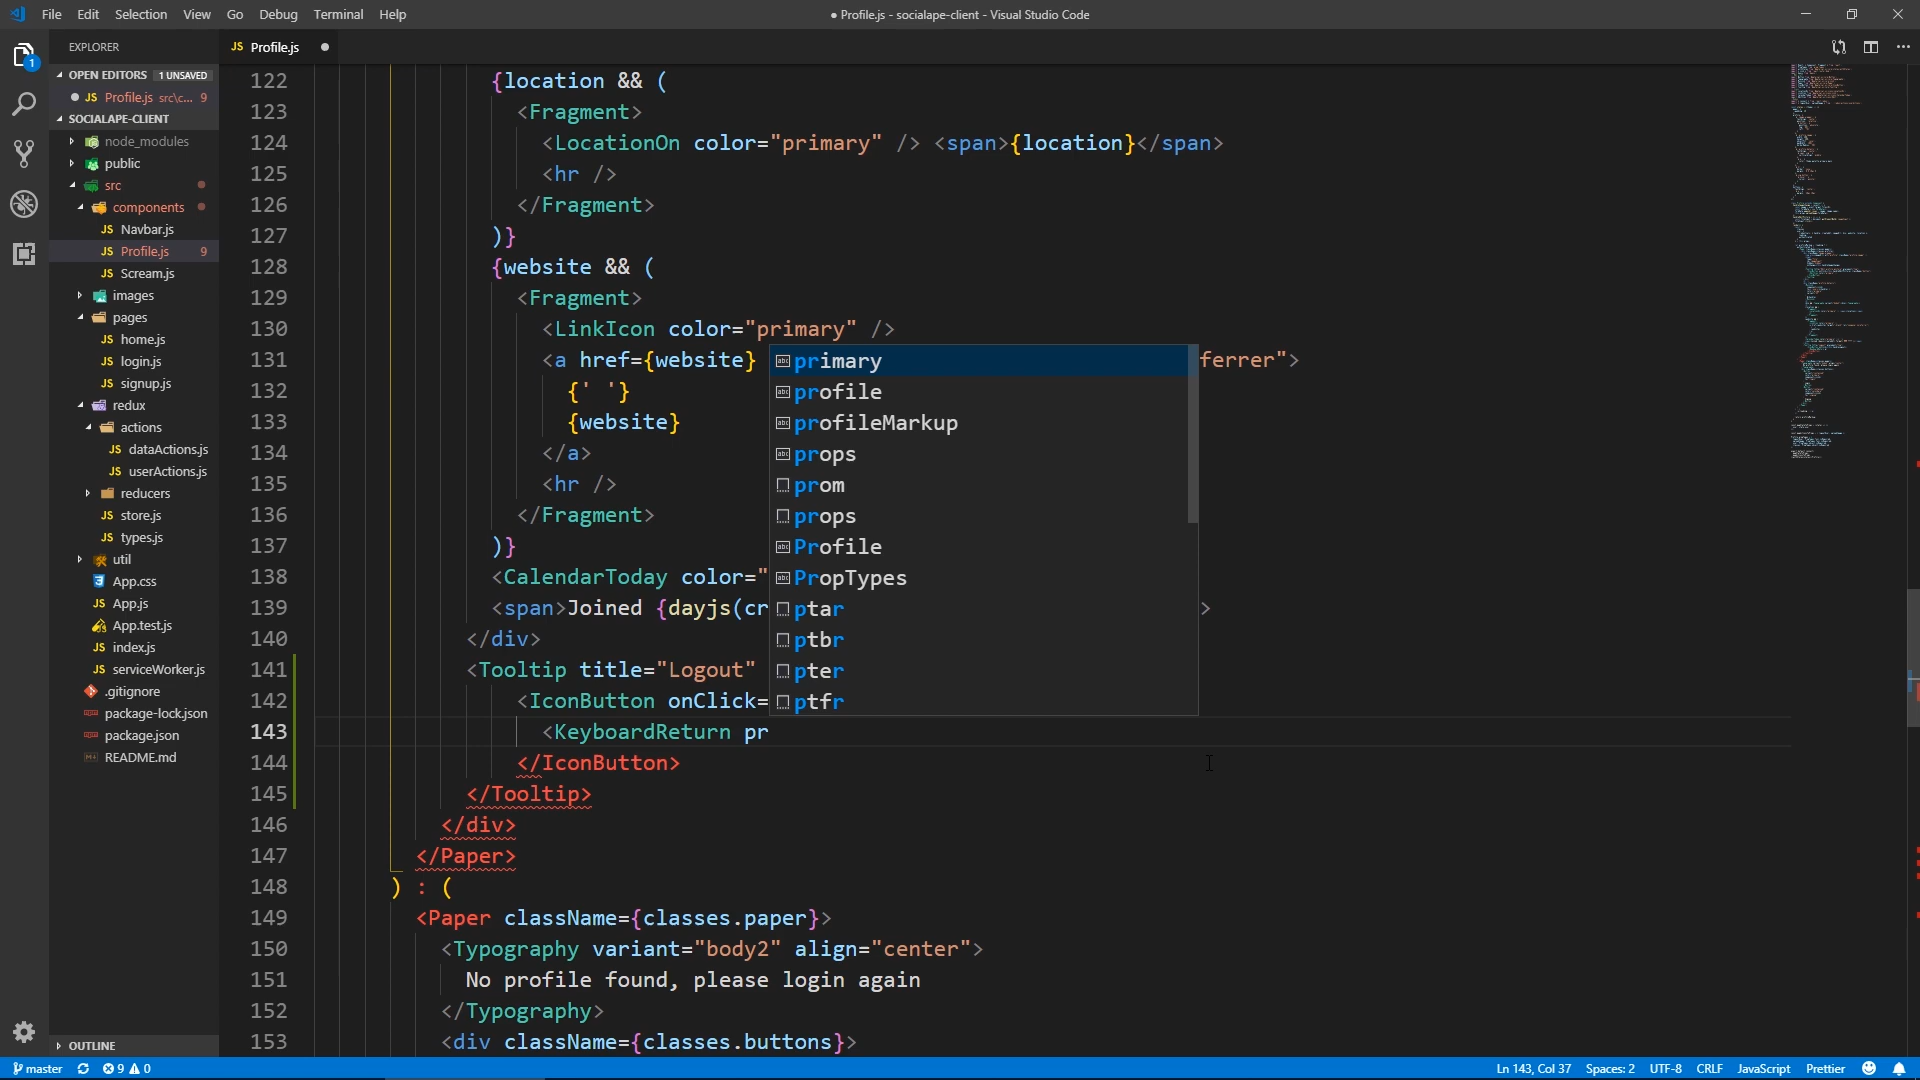 File Edit Selection View Go Debug Terminal Help
● Profile.js - socialape-client - Visual Studio Code
EXPLORER
OPEN EDITORS 1 UNSAVED
JS Profile.js src\c... 9
SOCIALAPE-CLIENT
node_modules
public
src
components
JS Navbar.js
JS Profile.js 9
JS Scream.js
images
pages
JS home.js
JS login.js
JS signup.js
redux
actions
JS dataActions.js
JS userActions.js
reducers
JS store.js
JS types.js
util
App.css
JS App.js
App.test.js
JS index.js
JS serviceWorker.js
.gitignore
package-lock.json
package.json
README.md
OUTLINE
1
JS Profile.js ●
122 {location && (
123 <Fragment>
124 <LocationOn color="primary" /> <span>{location}</span>
125 <hr />
126 </Fragment>
127 )}
128 {website && (
129 <Fragment>
130 <LinkIcon color="primary" />
131 <a href={website} ferrer">
132 {' '}
133 {website}
134 </a>
135 <hr />
136 </Fragment>
137 )}
138 <CalendarToday color="
139 <span>Joined {dayjs(cr >
140 </div>
141 <Tooltip title="Logout"
142 <IconButton onClick=
143 <KeyboardReturn pr
144 </IconButton>
145 </Tooltip>
146 </div>
147 </Paper>
148 ) : (
149 <Paper className={classes.paper}>
150 <Typography variant="body2" align="center">
151 No profile found, please login again
152 </Typography>
153 <div className={classes.buttons}>
primary
profile
profileMarkup
props
prom
props
Profile
PropTypes
ptar
ptbr
pter
ptfr
master 9 0
Ln 143, Col 37 Spaces: 2 UTF-8 CRLF JavaScript Prettier